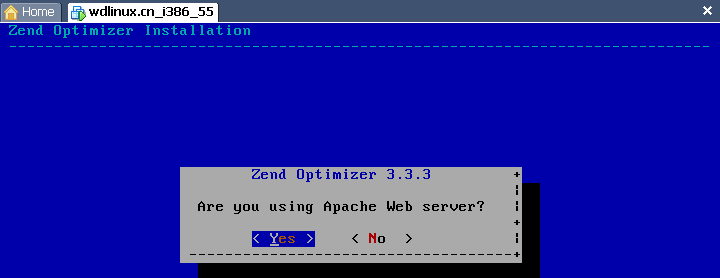 Home wdlinux.cn_i386_55
Zend Optimizer Installation
Zend Optimizer 3.3.3
Are you using Apache Web server?
< Yes > < No >